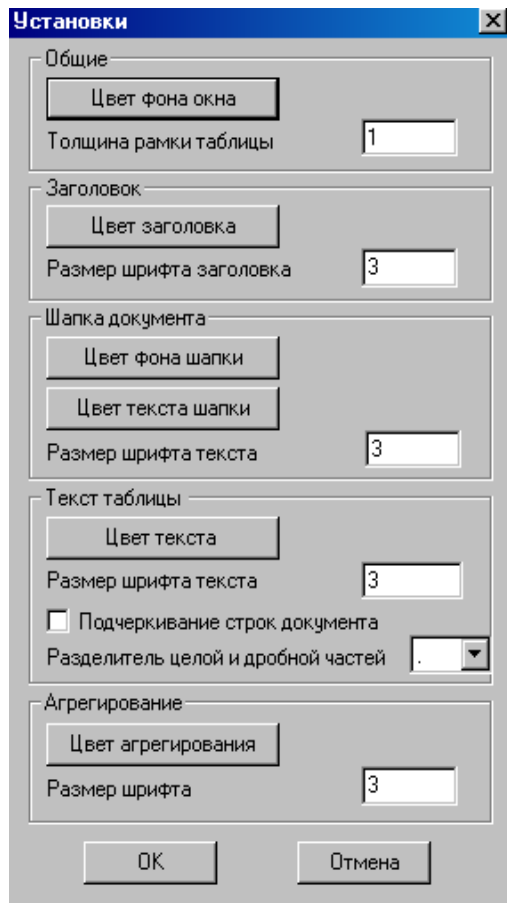 Установки
Общие
Цвет фона окна
Толщина рамки таблицы 1
Заголовок
Цвет заголовка
Размер шрифта заголовка 3
Шапка документа
Цвет фона шапки
Цвет текста шапки
Размер шрифта текста 3
Текст таблицы
Цвет текста
Размер шрифта текста 3
Подчеркивание строк документа
Разделитель целой и дробной частей .
Агрегирование
Цвет агрегирования
Размер шрифта 3
OK Отмена